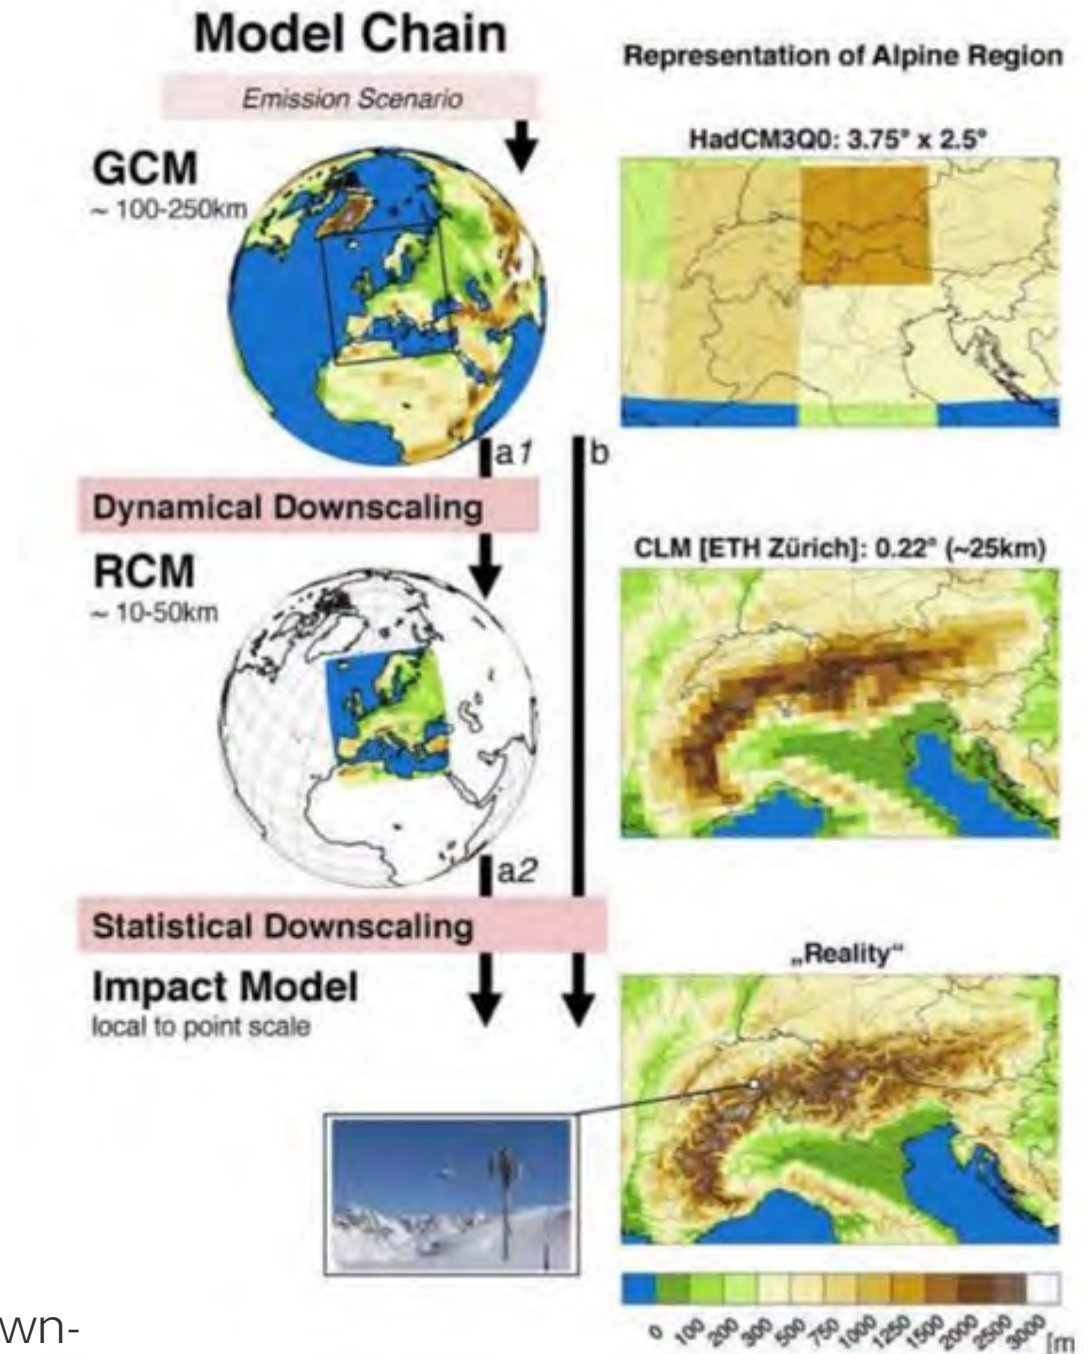 Model Chain
Representation of Alpine Region
Emission Scenario
HadCM3Q0: 3.75° x 2.5°
GCM
~ 100-250km
a1
b
Dynamical Downscaling
CLM [ETH Zürich]: 0.22° (~25km)
RCM
~ 10-50km
a2
Statistical Downscaling
„Reality“
Impact Model
local to point scale
0 100 200 300 500 750 1000 1250 1500 2000 2500 3000 [m
wn-